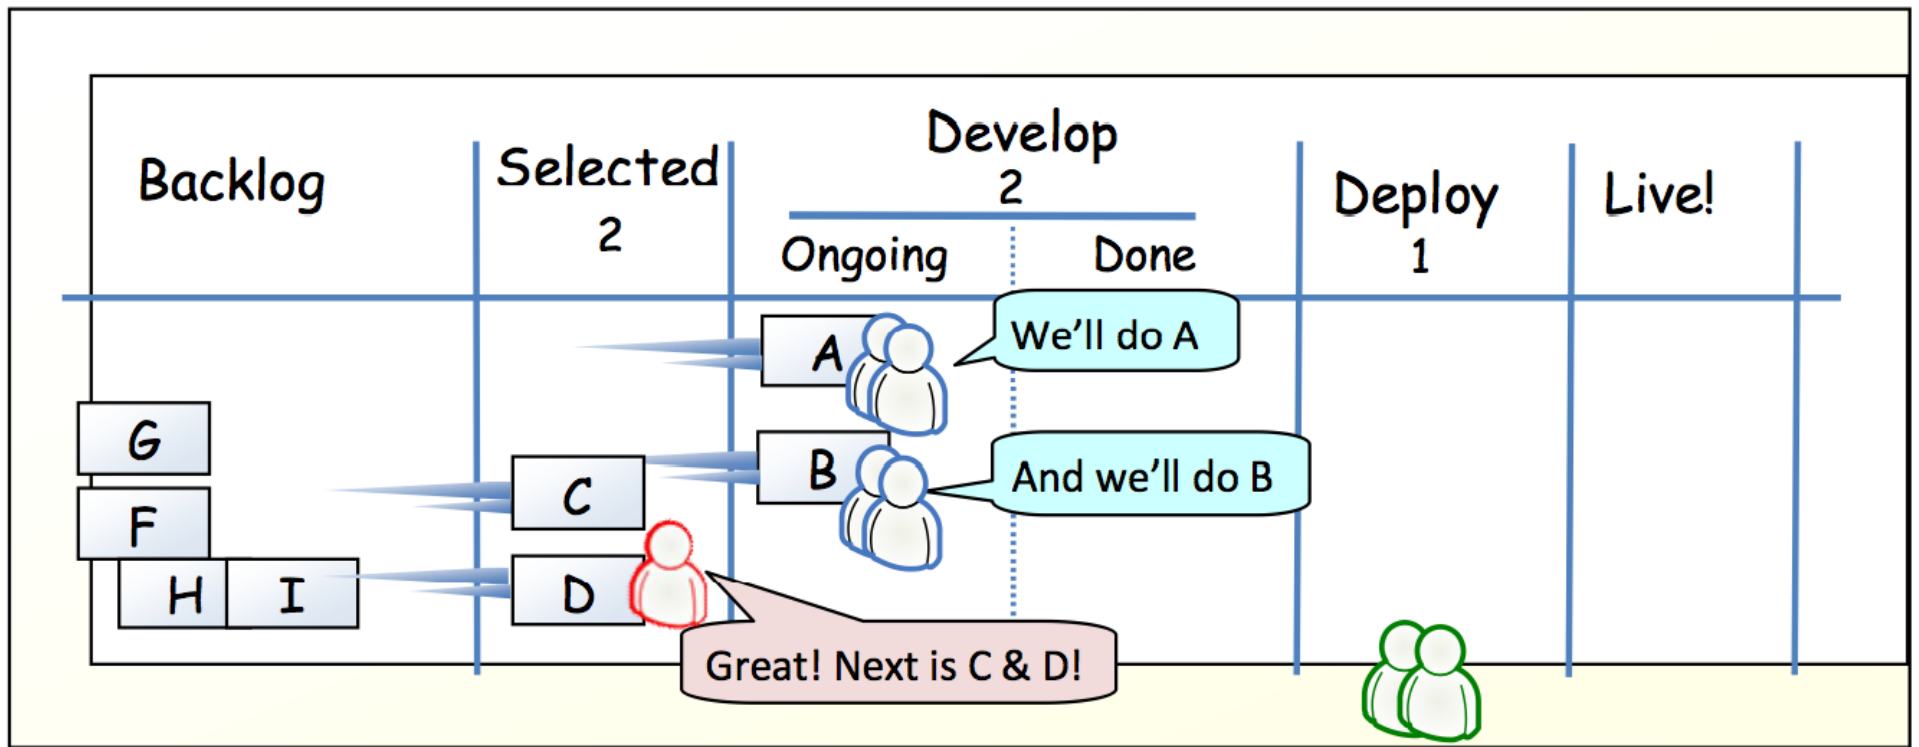 Backlog
Selected
2
Develop
2
Ongoing
Done
Deploy
1
Live!
A
We'll do A
G
F
H
I
C
D
B
And we'll do B
Great! Next is C & D!